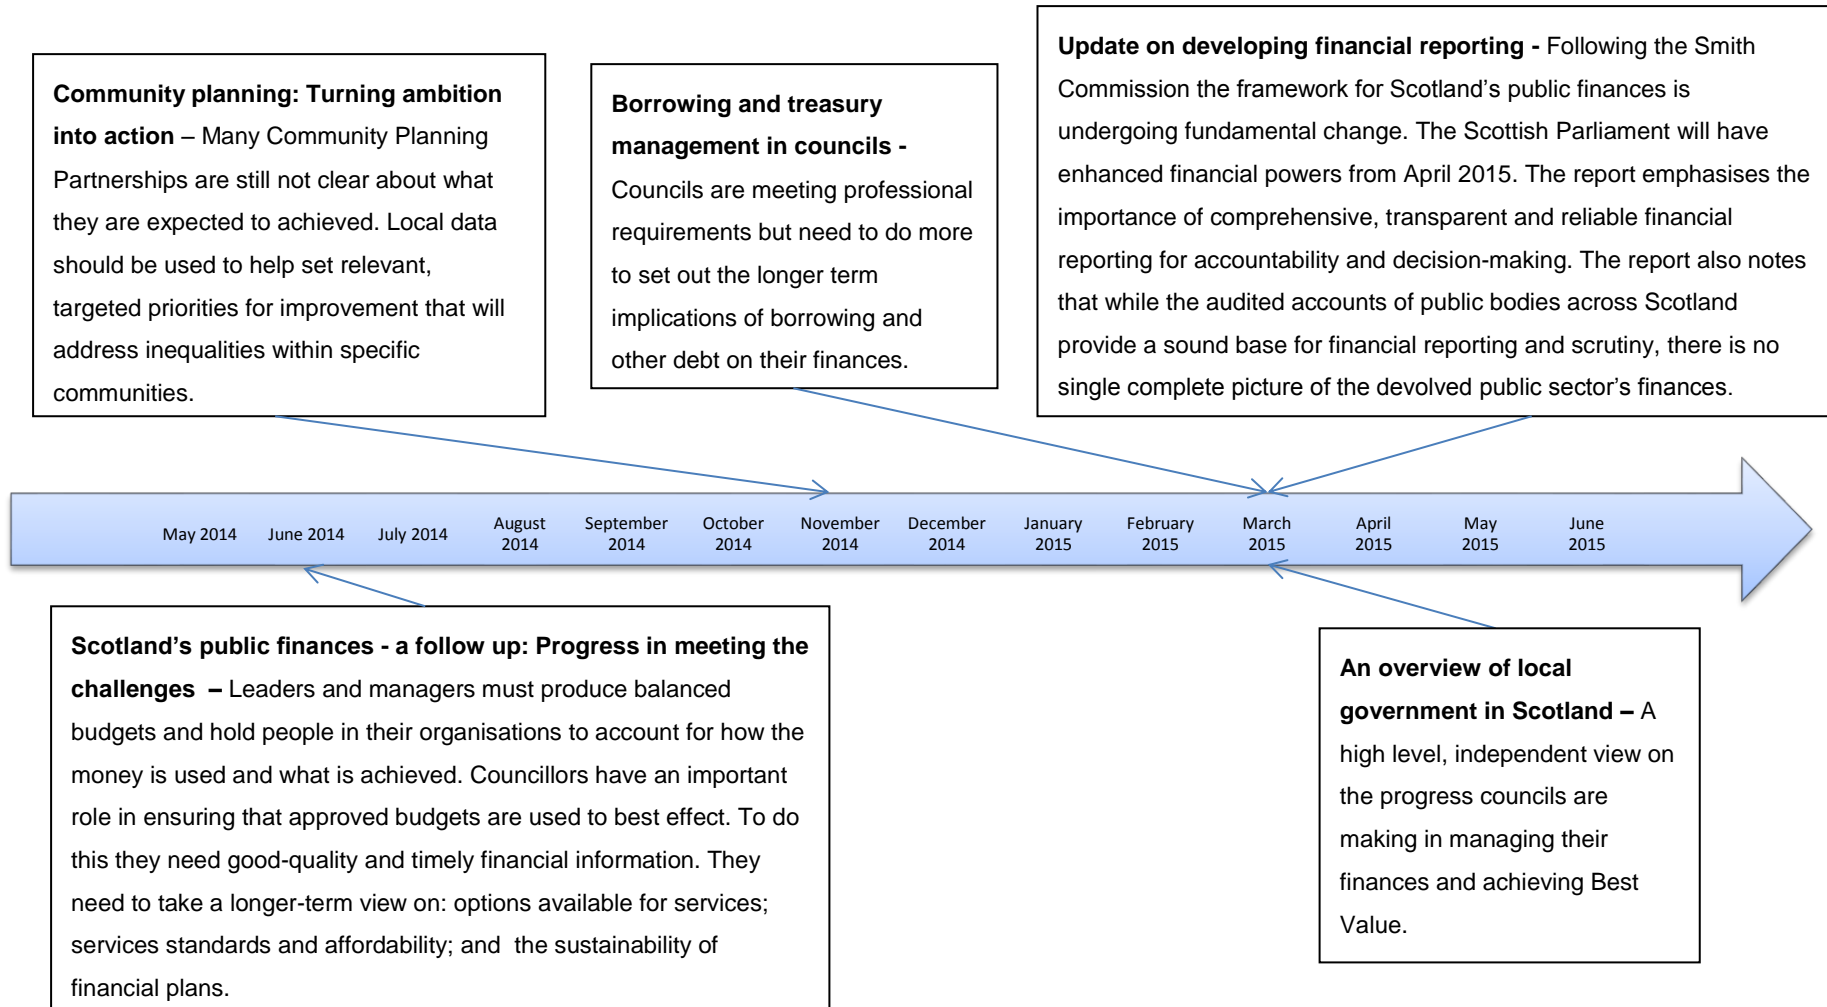 Community planning: Turning ambition
into action – Many Community Planning
Partnerships are still not clear about what
they are expected to achieved. Local data
should be used to help set relevant,
targeted priorities for improvement that will
address inequalities within specific
communities.
Borrowing and treasury
management in councils -
Councils are meeting professional
requirements but need to do more
to set out the longer term
implications of borrowing and
other debt on their finances.
Update on developing financial reporting - Following the Smith
Commission the framework for Scotland’s public finances is
undergoing fundamental change. The Scottish Parliament will have
enhanced financial powers from April 2015. The report emphasises the
importance of comprehensive, transparent and reliable financial
reporting for accountability and decision-making. The report also notes
that while the audited accounts of public bodies across Scotland
provide a sound base for financial reporting and scrutiny, there is no
single complete picture of the devolved public sector’s finances.
May 2014
June 2014
July 2014
August
2014
September
2014
October
2014
November
2014
December
2014
January
2015
February
2015
March
2015
April
2015
May
2015
June
2015
Scotland’s public finances - a follow up: Progress in meeting the
challenges – Leaders and managers must produce balanced
budgets and hold people in their organisations to account for how the
money is used and what is achieved. Councillors have an important
role in ensuring that approved budgets are used to best effect. To do
this they need good-quality and timely financial information. They
need to take a longer-term view on: options available for services;
services standards and affordability; and the sustainability of
financial plans.
An overview of local
government in Scotland – A
high level, independent view on
the progress councils are
making in managing their
finances and achieving Best
Value.